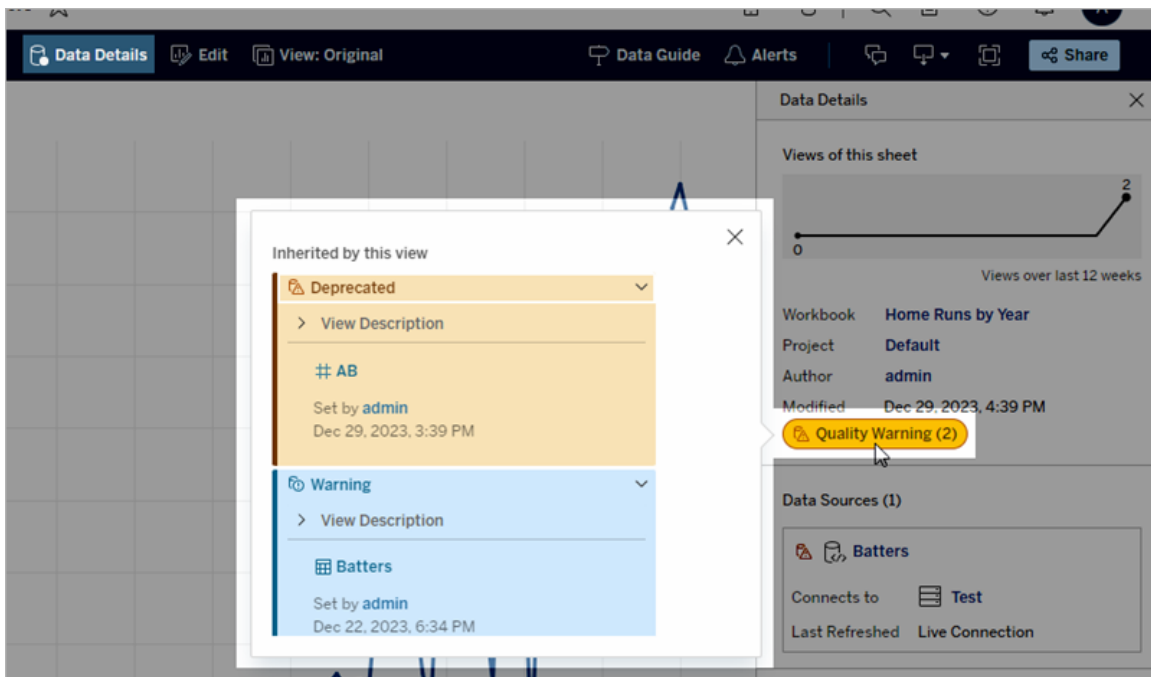 Data Details
Edit
View: Original
Data Guide
Alerts
Share
Data Details
Views of this sheet
2
0
Views over last 12 weeks
Workbook Home Runs by Year
Project Default
Author admin
Modified Dec 29, 2023, 4:39 PM
Quality Warning (2)
Data Sources (1)
Batters
Connects to Test
Last Refreshed Live Connection
Inherited by this view
Deprecated
View Description
AB
Set by admin
Dec 29, 2023, 3:39 PM
Warning
View Description
Batters
Set by admin
Dec 22, 2023, 6:34 PM